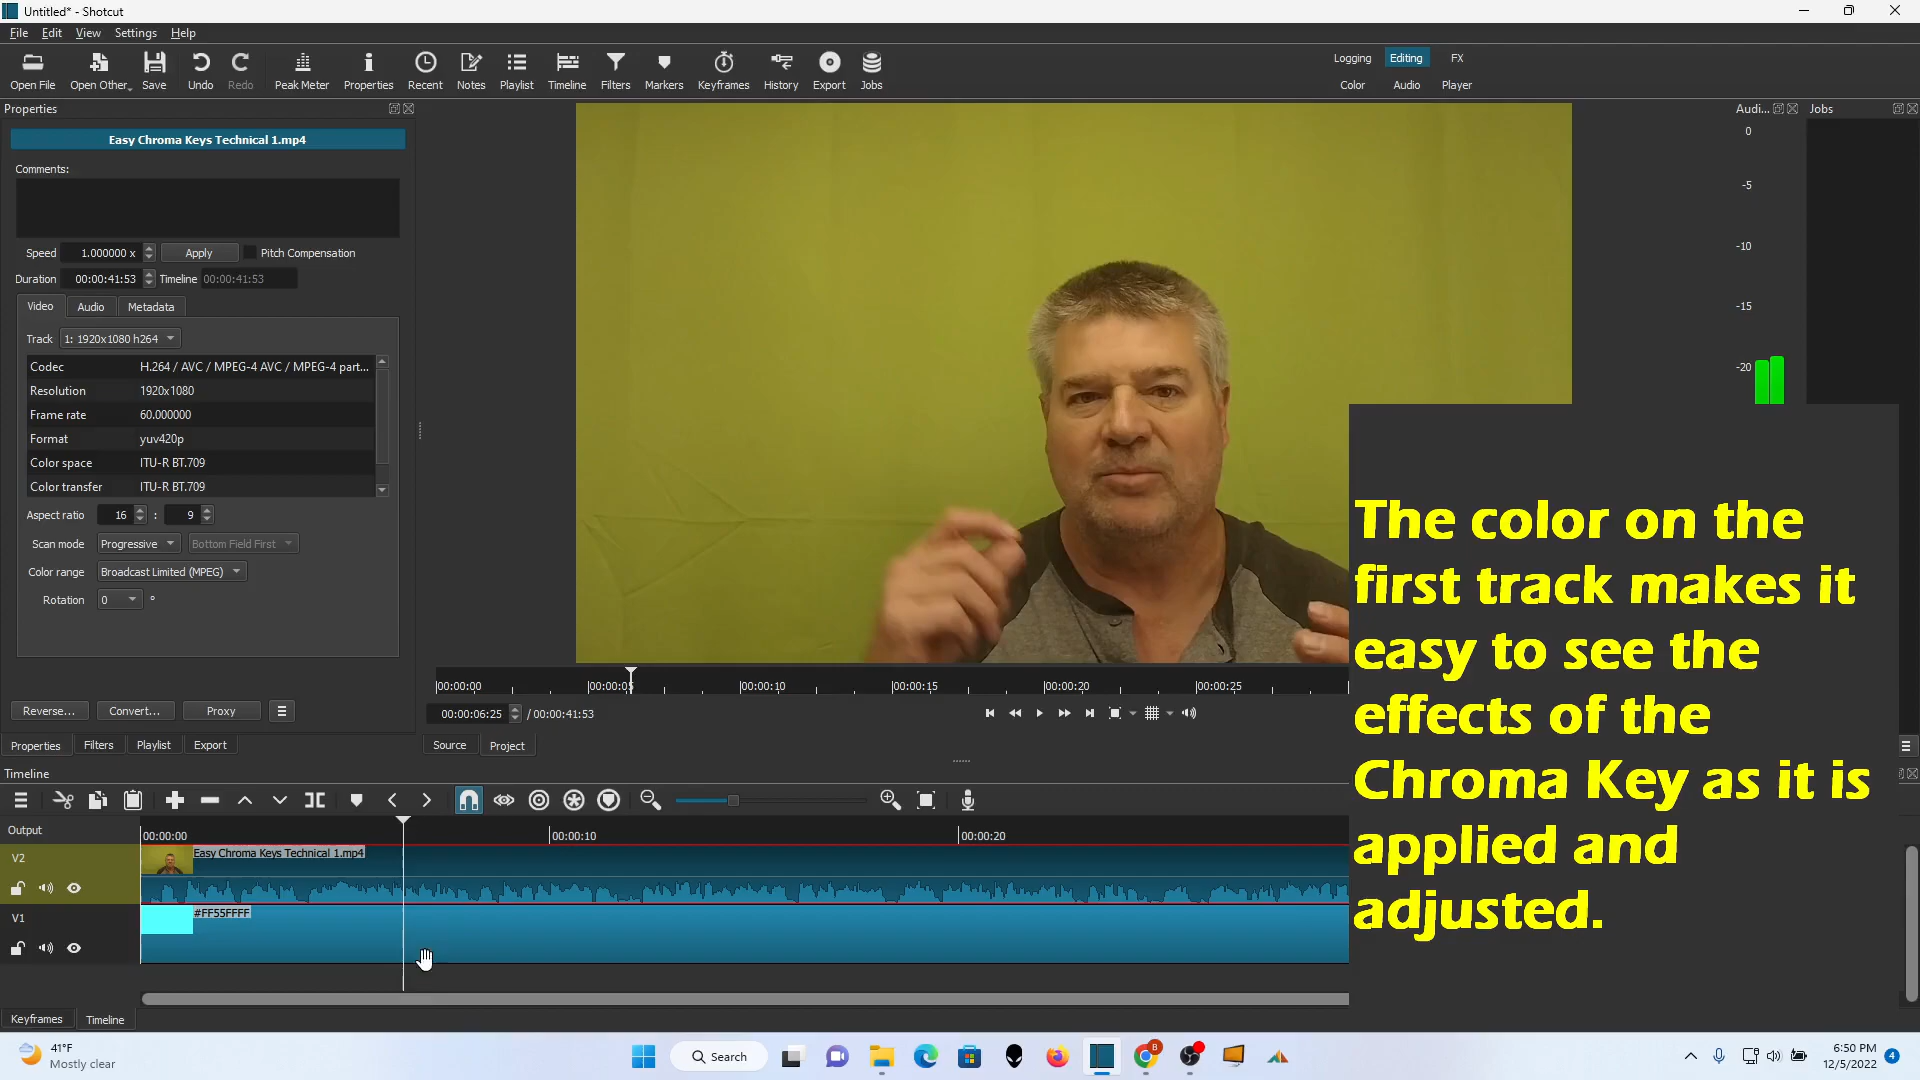 Untitled* - Shotcut
File Edit View Settings Help
Open File Open Other... Save Undo Redo Peak Meter Properties Recent Notes Playlist Timeline Filters Markers Keyframes History Export Jobs
Logging Editing FX
Color Audio Player
Properties
Audi...
Jobs
Easy Chroma Keys Technical 1.mp4
Comments:
Speed 1.000000 x Apply Pitch Compensation
Duration 00:00:41:53 Timeline 00:00:41:53
Video Audio Metadata
Track 1: 1920x1080 h264
Codec H.264 / AVC / MPEG-4 AVC / MPEG-4 part...
Resolution 1920x1080
Frame rate 60.000000
Format yuv420p
Color space ITU-R BT.709
Color transfer ITU-R BT.709
Aspect ratio 16 : 9
Scan mode Progressive Bottom Field First
Color range Broadcast Limited (MPEG)
Rotation 0 °
Reverse... Convert... Proxy
Properties Filters Playlist Export
0
-5
-10
-15
-20
00:00:00 00:00:05 00:00:10 00:00:15 00:00:20 00:00:25
00:00:06:25 / 00:00:41:53
Source Project
The color on the
first track makes it
easy to see the
effects of the
Chroma Key as it is
applied and
adjusted.
Timeline
Output
00:00:00 00:00:10 00:00:20
V2
Easy Chroma Keys Technical 1.mp4
V1
#FF55FFFF
Keyframes Timeline
41°F
Mostly clear
Search
B
6:50 PM
12/5/2022
4